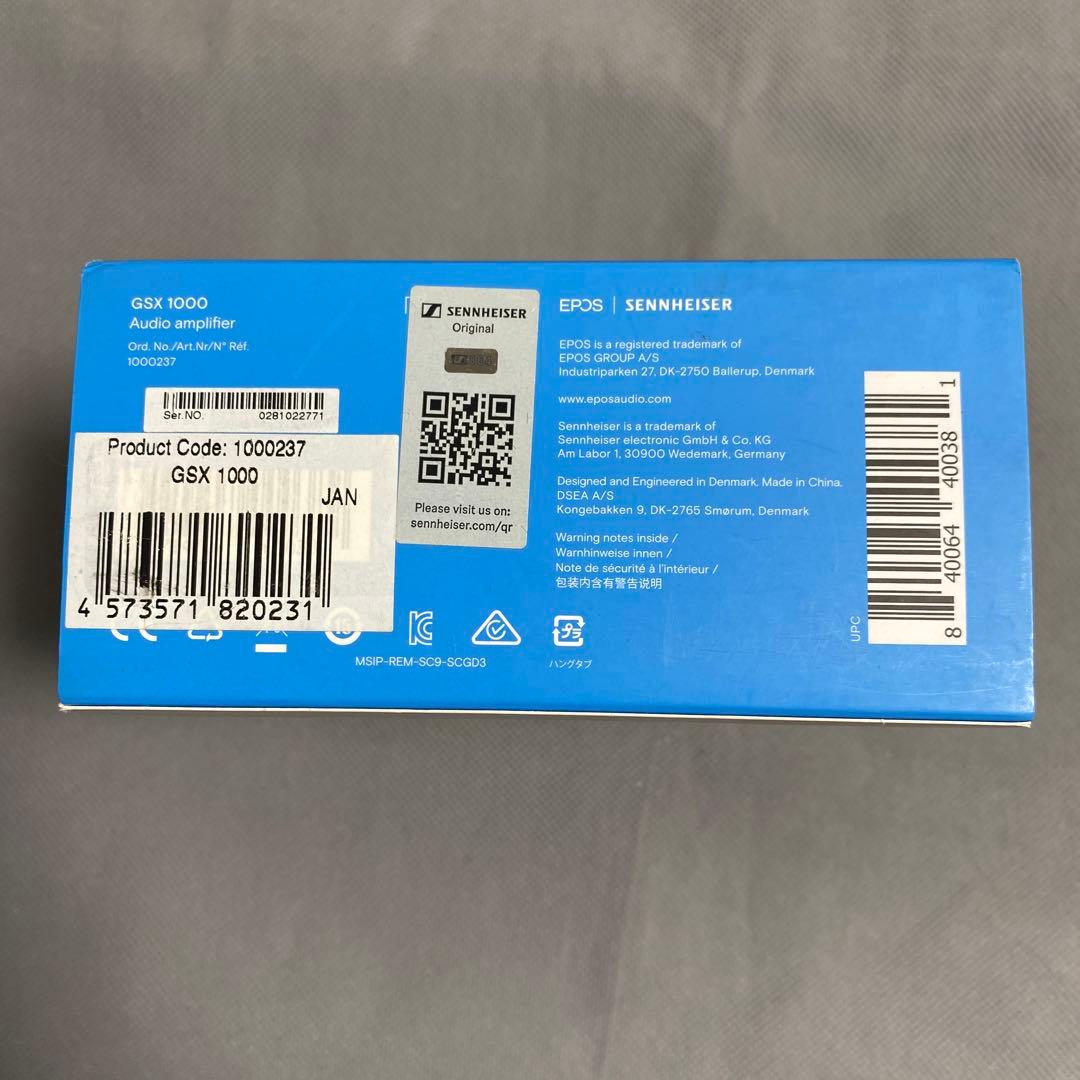 GSX 1000
Audio amplifier
Ord. No./Art.Nr/N° Réf.
1000237
Ser.NO. 0281022771
Product Code: 1000237
GSX 1000
JAN
4 573571 820231
SENNHEISER
Original
Please visit us on:
sennheiser.com/qr
EPOS | SENNHEISER
EPOS is a registered trademark of
EPOS GROUP A/S
Industriparken 27, DK-2750 Ballerup, Denmark
www.eposaudio.com
Sennheiser is a trademark of
Sennheiser electronic GmbH & Co. KG
Am Labor 1, 30900 Wedemark, Germany
Designed and Engineered in Denmark. Made in China.
DSEA A/S
Kongebakken 9, DK-2765 Smørum, Denmark
Warning notes inside /
Warnhinweise innen /
Note de sécurité à l'intérieur /
包装内含有警告说明
MSIP-REM-SC9-SCGD3
プラ
ハングタブ
UPC
8 40064 40038 1